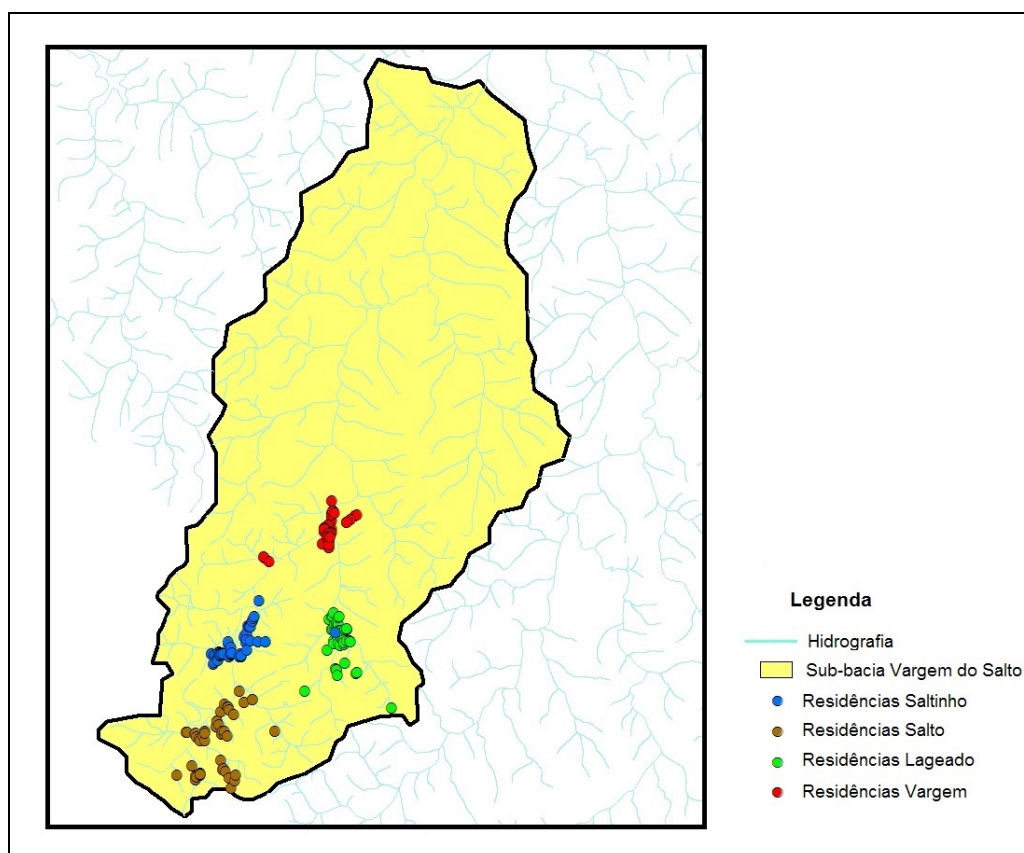 Legenda
Hidrografia
Sub-bacia Vargem do Salto
Residências Saltinho
Residências Salto
Residências Lageado
Residências Vargem